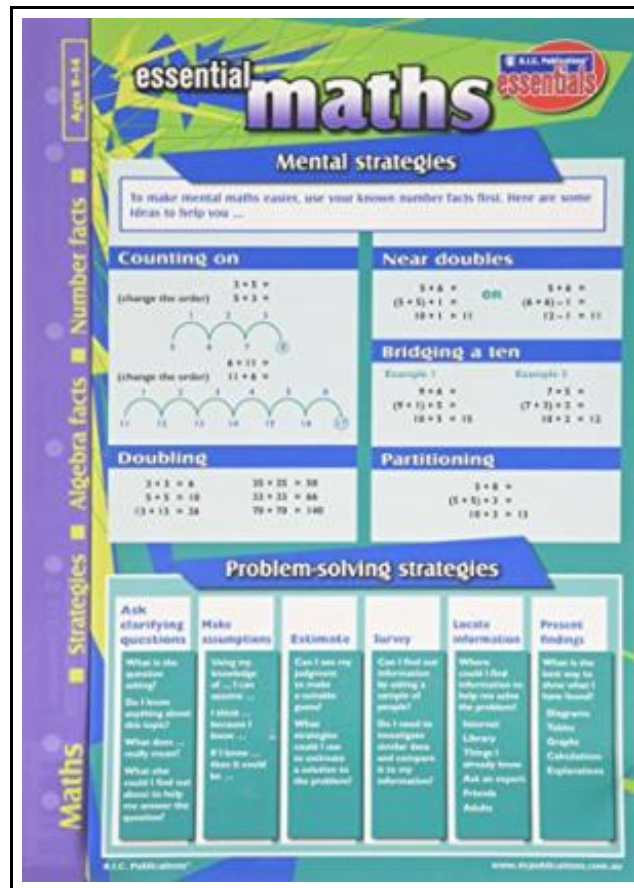 Ages 9-14
Maths ■ Strategies ■ Algebra facts ■ Number facts ■
essential maths
R.I.C. Publications®
essentials
Mental strategies
To make mental maths easier, use your known number facts first. Here are some
ideas to help you ...
Counting on
3 + 5 =
(change the order) 5 + 3 =
1 2 3
5 6 7 8
6 + 11 =
(change the order) 11 + 6 =
1 2 3 4 5 6
11 12 13 14 15 16 17
Near doubles
5 + 6 = 5 + 6 =
(5 + 5) + 1 = OR (6 + 6) – 1 =
10 + 1 = 11 12 – 1 = 11
Bridging a ten
Example 1 Example 2
9 + 6 = 7 + 5 =
(9 + 1) + 5 = (7 + 3) + 2 =
10 + 5 = 15 10 + 2 = 12
Doubling
3 + 3 = 6 25 + 25 = 50
5 + 5 = 10 33 + 33 = 66
13 + 13 = 26 70 + 70 = 140
Partitioning
5 + 8 =
(5 + 5) + 3 =
10 + 3 = 13
Problem-solving strategies
Ask
clarifying
questions
What is the
question
asking?
Do I know
anything about
this topic?
What does ...
really mean?
What else
could I find out
about to help
me answer the
question?
Make
assumptions
Using my
knowledge
of ... I can
assume ...
I think ...
because I
know ...
If I know ...
then it could
be ...
Estimate
Can I use my
judgment
to make
a suitable
guess?
What
strategies
could I use
to estimate
a solution to
the problem?
Survey
Can I find out
information
by asking a
sample of
people?
Do I need to
investigate
similar data
and compare
it to my
information?
Locate
information
Where
could I find
information to
help me solve
the problem?
Internet
Library
Things I
already know
Ask an expert
Friends
Adults
Present
findings
What is the
best way to
show what I
have found?
Diagrams
Tables
Graphs
Calculations
Explanations
R.I.C. Publications®
www.ricpublications.com.au